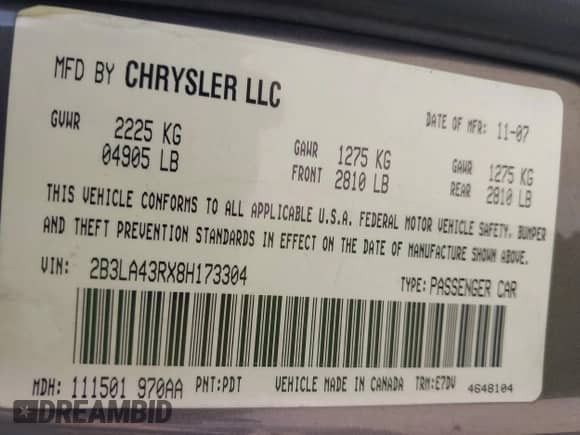 MFD BY CHRYSLER LLC
DATE OF MFR: 11-07
GVWR 2225 KG
04905 LB
GAWR 1275 KG
FRONT 2810 LB
GAWR 1275 KG
REAR 2810 LB
THIS VEHICLE CONFORMS TO ALL APPLICABLE U.S.A. FEDERAL MOTOR VEHICLE SAFETY, BUMPER
AND THEFT PREVENTION STANDARDS IN EFFECT ON THE DATE OF MANUFACTURE SHOWN ABOVE.
VIN: 2B3LA43RX8H173304
TYPE: PASSENGER CAR
MDH: 111501 970AA PNT:PDT VEHICLE MADE IN CANADA TRM:E7DV 4648104
DREAMBID